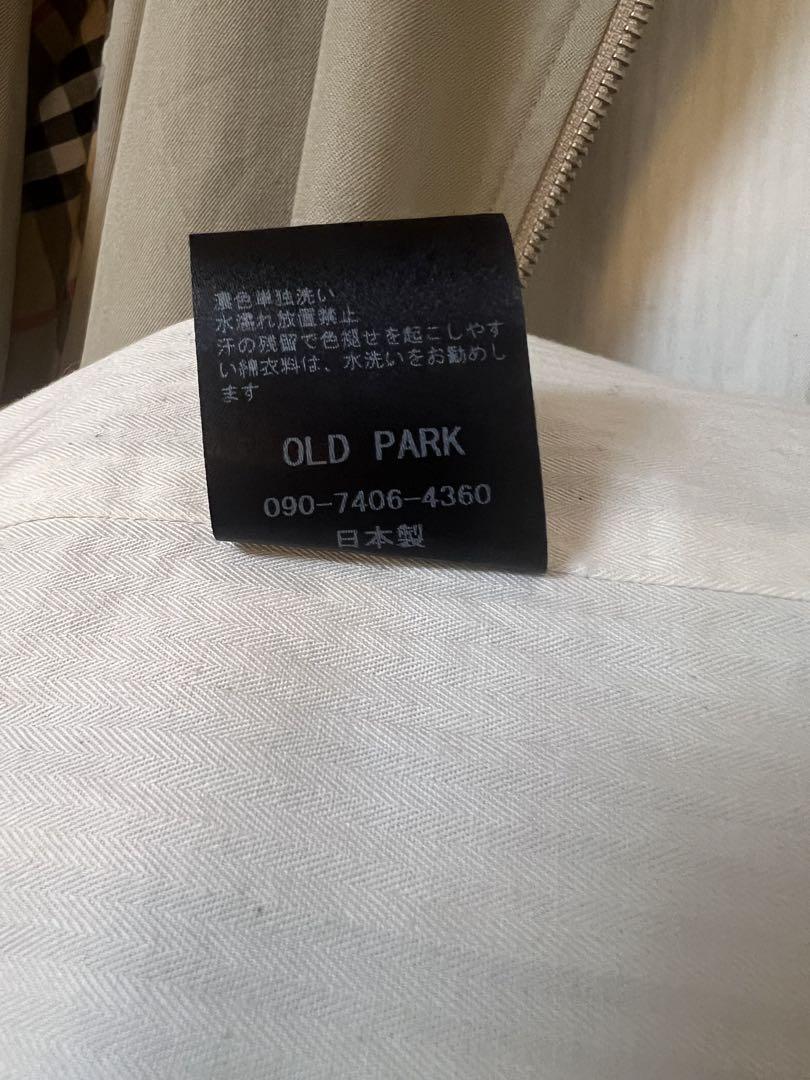 濃色単独洗い
水濡れ放置禁止
汗の残留で色褪せを起こしやす
い綿衣料は、水洗いをお勧めし
ます
OLD PARK
090-7406-4360
日本製